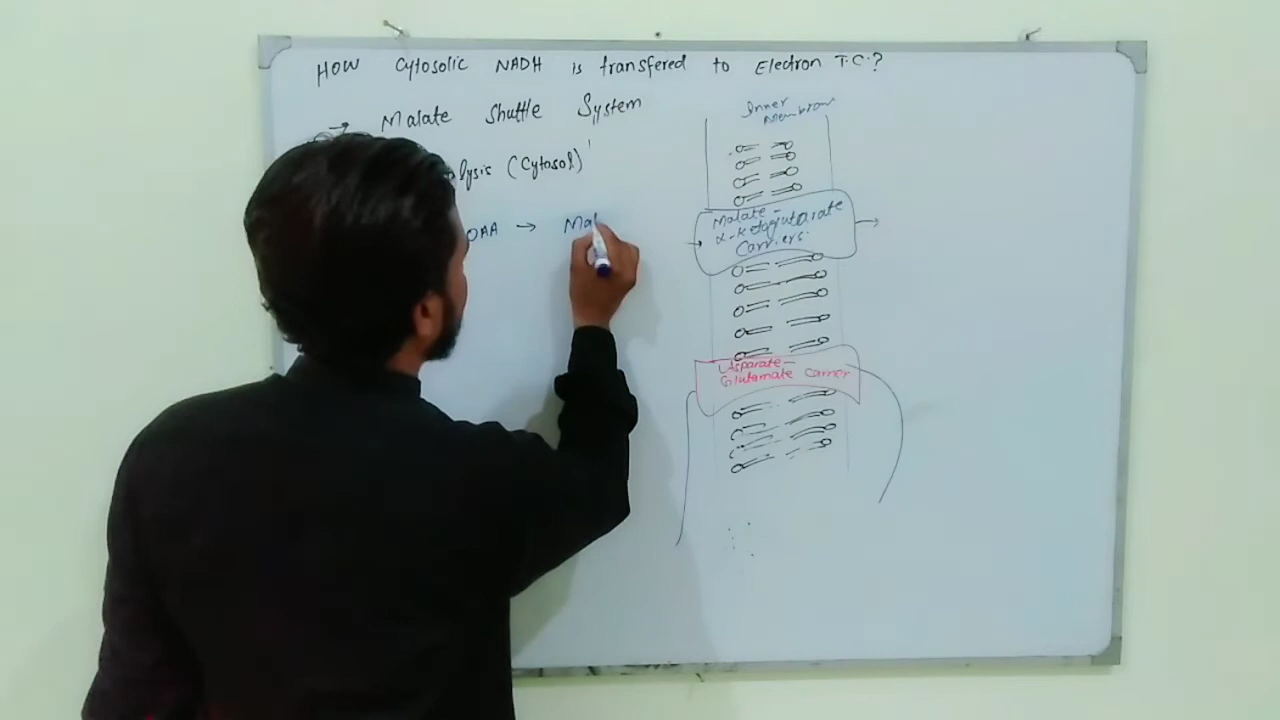 HOW Cytosolic NADH is transfered to Electron T.C.?
→ Malate Shuttle System
lysis (Cytosol)
OAA → Mal
Inner
Membran
Malate-
α-Ketoglutarate
Carriers.
Asparate-
Glutamate Carrier